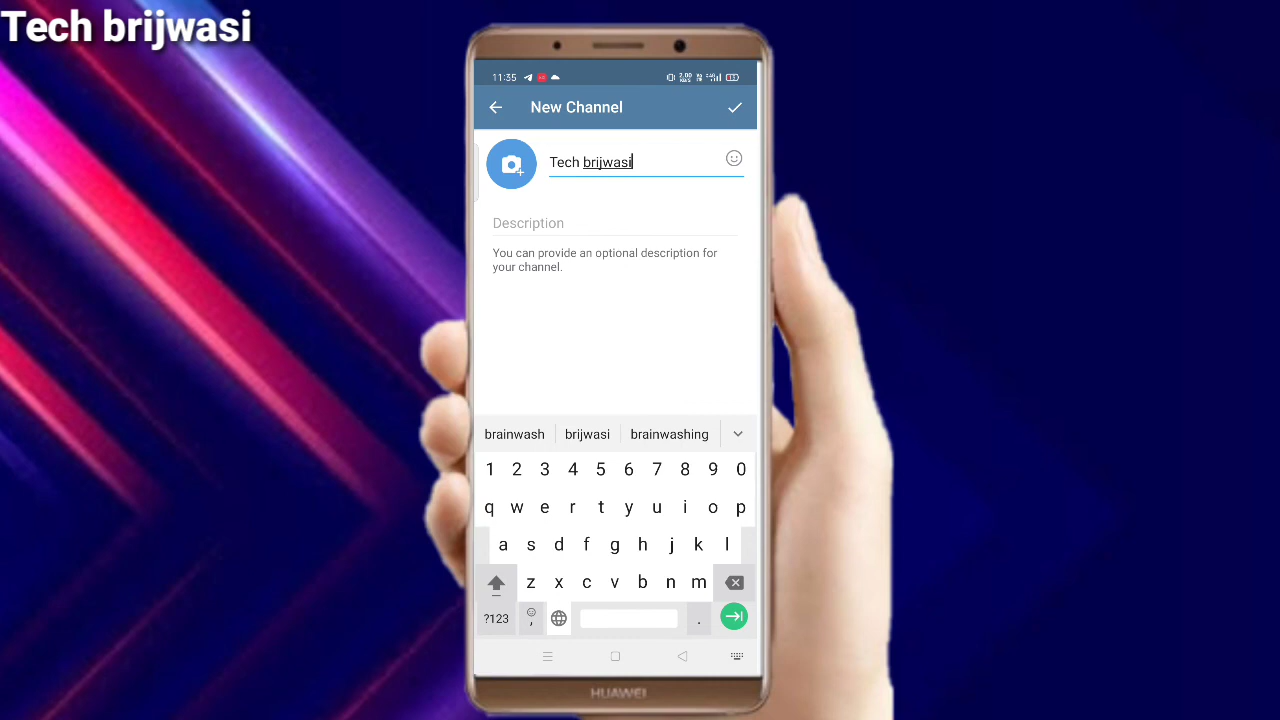 Tech brijwasi
11:35
New Channel
Tech brijwasi
Description
You can provide an optional description for
your channel.
brainwash brijwasi brainwashing
1 2 3 4 5 6 7 8 9 0
q w e r t y u i o p
a s d f g h j k l
z x c v b n m
?123 , .
HUAWEI